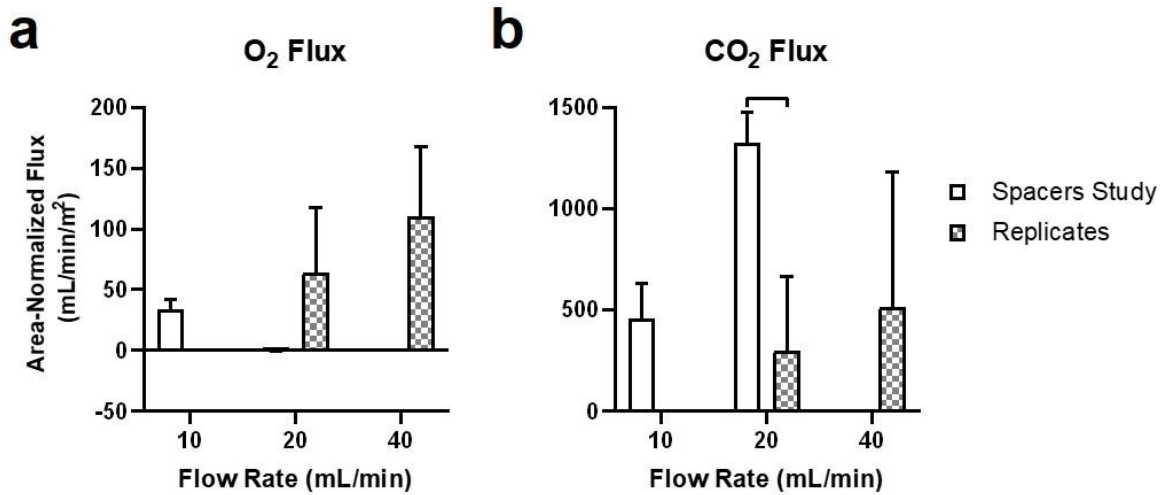 a
O₂ Flux
Area-Normalized Flux
(mL/min/m²)
200
150
100
50
0
-50
10 20 40
Flow Rate (mL/min)
b
CO₂ Flux
1500
1000
500
0
10 20 40
Flow Rate (mL/min)
Spacers Study
Replicates